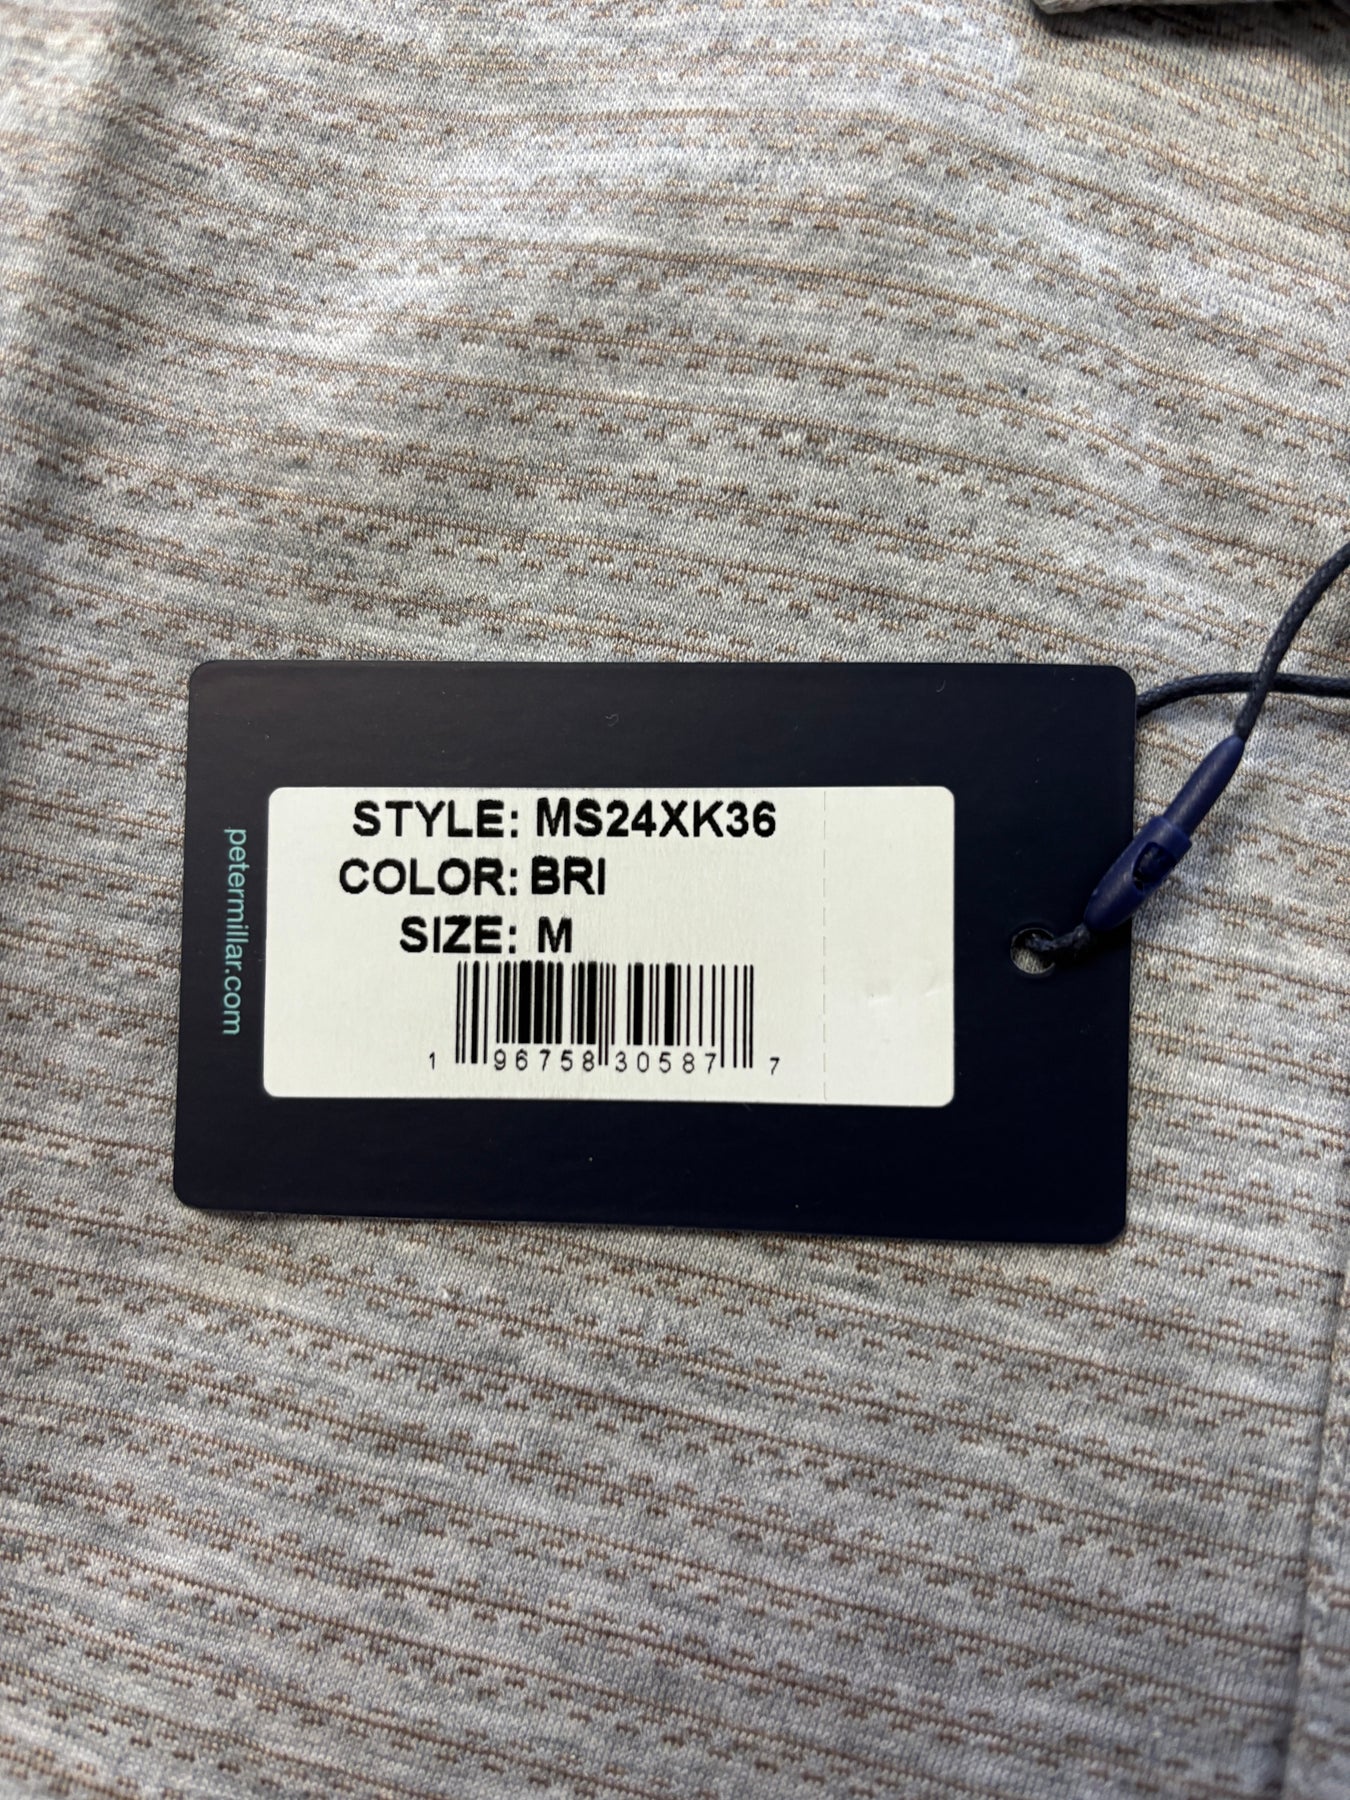 petermillar.com
STYLE: MS24XK36
COLOR: BRI
SIZE: M
1 96758 30587 7